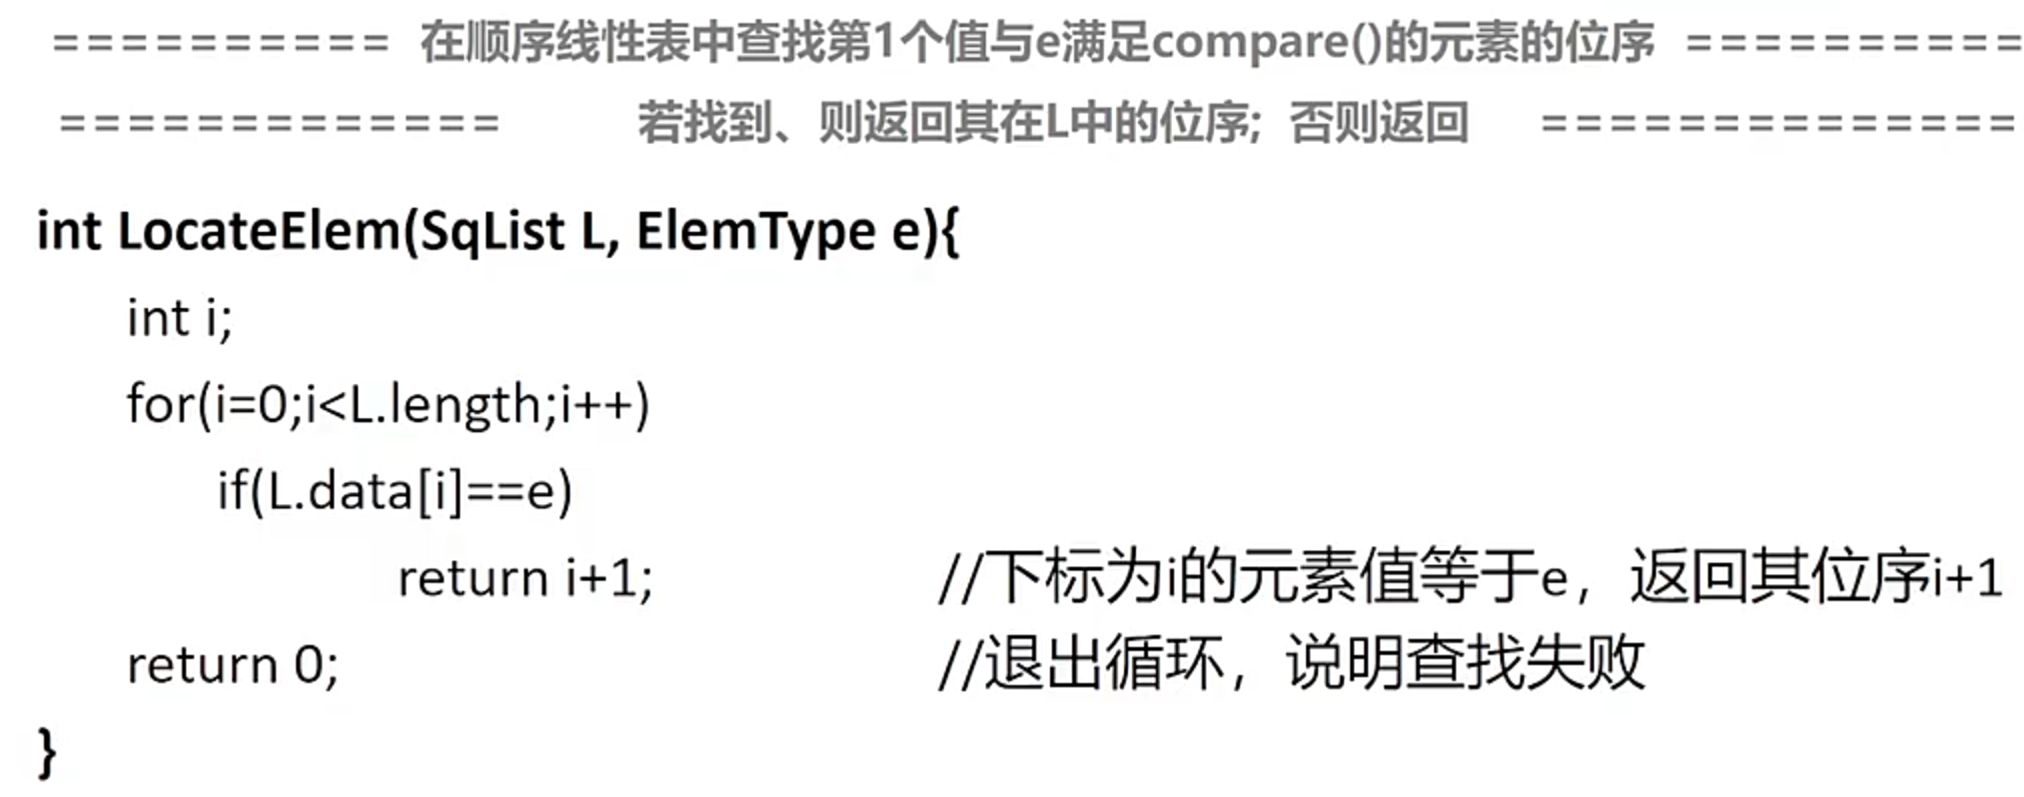 ========== 在顺序线性表中查找第1个值与e满足compare()的元素的位序 ==========
============= 若找到、则返回其在L中的位序; 否则返回 ==============
int LocateElem(SqList L, ElemType e){
int i;
for(i=0;i<L.length;i++)
if(L.data[i]==e)
return i+1; //下标为i的元素值等于e，返回其位序i+1
return 0; //退出循环，说明查找失败
}